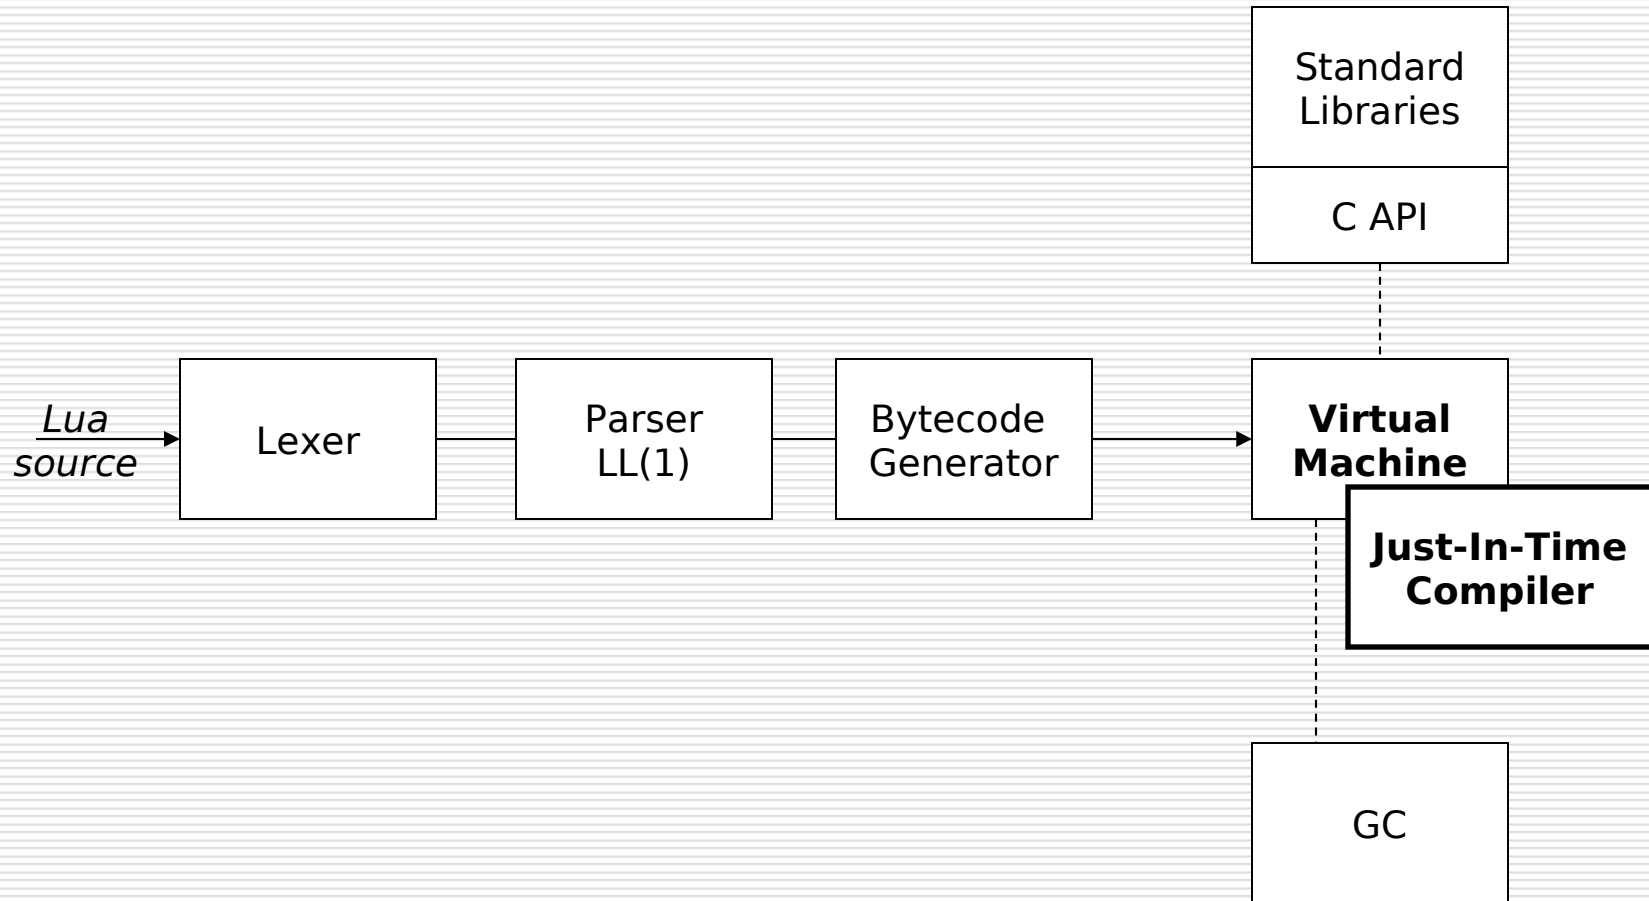 Standard
Libraries
C API
Lua
source
Lexer
Parser
LL(1)
Bytecode
Generator
Virtual
Machine
Just-In-Time
Compiler
GC